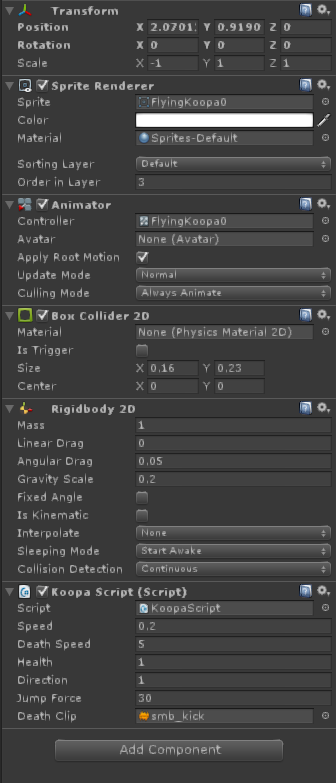 Transform
Position X 2.0701 Y 0.9190 Z 0
Rotation X 0 Y 0 Z 0
Scale X -1 Y 1 Z 1
Sprite Renderer
Sprite FlyingKoopa0
Color
Material Sprites-Default
Sorting Layer Default
Order in Layer 3
Animator
Controller FlyingKoopa0
Avatar None (Avatar)
Apply Root Motion
Update Mode Normal
Culling Mode Always Animate
Box Collider 2D
Material None (Physics Material 2D)
Is Trigger
Size X 0.16 Y 0.23
Center X 0 Y 0
Rigidbody 2D
Mass 1
Linear Drag 0
Angular Drag 0.05
Gravity Scale 0.2
Fixed Angle
Is Kinematic
Interpolate None
Sleeping Mode Start Awake
Collision Detection Continuous
Koopa Script (Script)
Script KoopaScript
Speed 0.2
Death Speed 5
Health 1
Direction 1
Jump Force 30
Death Clip smb_kick
Add Component